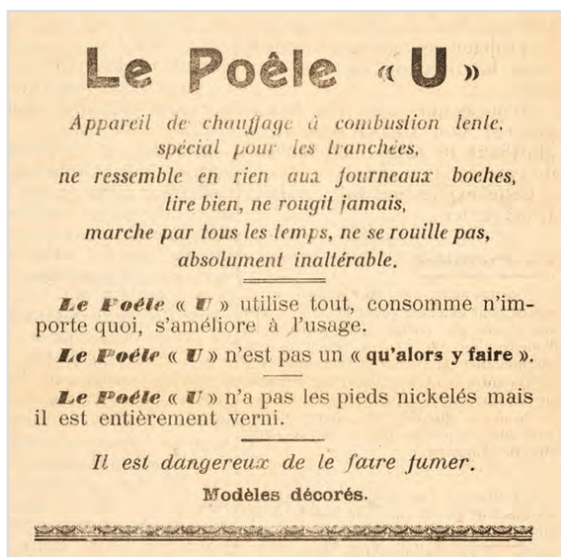 Le Poêle « U »
Appareil de chauffage à combustion lente,
spécial pour les tranchées,
ne ressemble en rien aux fourneaux boches,
tire bien, ne rougit jamais,
marche par tous les temps, ne se rouille pas,
absolument inaltérable.
Le Poêle « U » utilise tout, consomme n'im-
porte quoi, s'améliore à l'usage.
Le Poêle « U » n'est pas un « qu'alors y faire ».
Le Poêle « U » n'a pas les pieds nickelés mais
il est entièrement verni.
Il est dangereux de le faire fumer.
Modèles décorés.